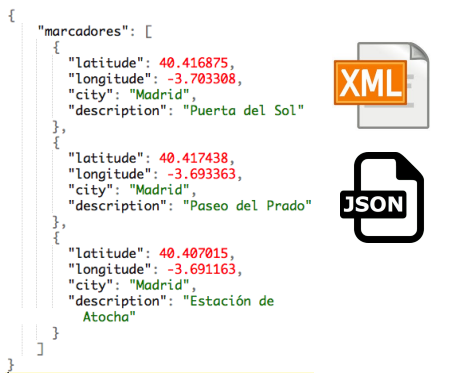 {
"marcadores": [
{
"latitude": 40.416875,
"longitude": -3.703308,
"city": "Madrid",
"description": "Puerta del Sol"
},
{
"latitude": 40.417438,
"longitude": -3.693363,
"city": "Madrid",
"description": "Paseo del Prado"
},
{
"latitude": 40.407015,
"longitude": -3.691163,
"city": "Madrid",
"description": "Estación de
Atocha"
}
]
}
XML
JSON